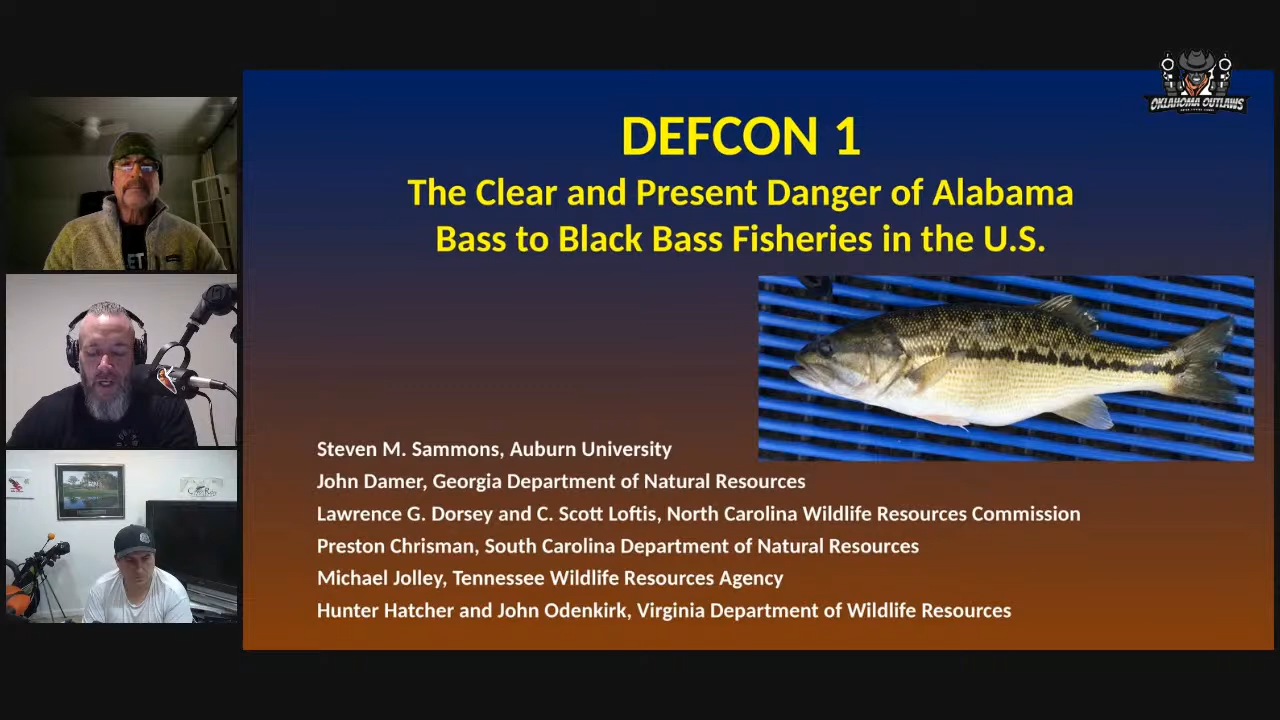 OKLAHOMA OUTLAWS
DEFCON 1
The Clear and Present Danger of Alabama
Bass to Black Bass Fisheries in the U.S.
Steven M. Sammons, Auburn University
John Damer, Georgia Department of Natural Resources
Lawrence G. Dorsey and C. Scott Loftis, North Carolina Wildlife Resources Commission
Preston Chrisman, South Carolina Department of Natural Resources
Michael Jolley, Tennessee Wildlife Resources Agency
Hunter Hatcher and John Odenkirk, Virginia Department of Wildlife Resources